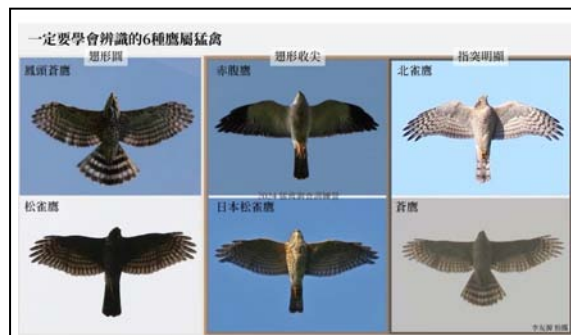 一定要學會辨識的6種鷹屬猛禽
翅形圓
翅形收尖
指突明顯
鳳頭蒼鷹
赤腹鷹
北雀鷹
松雀鷹
日本松雀鷹
蒼鷹